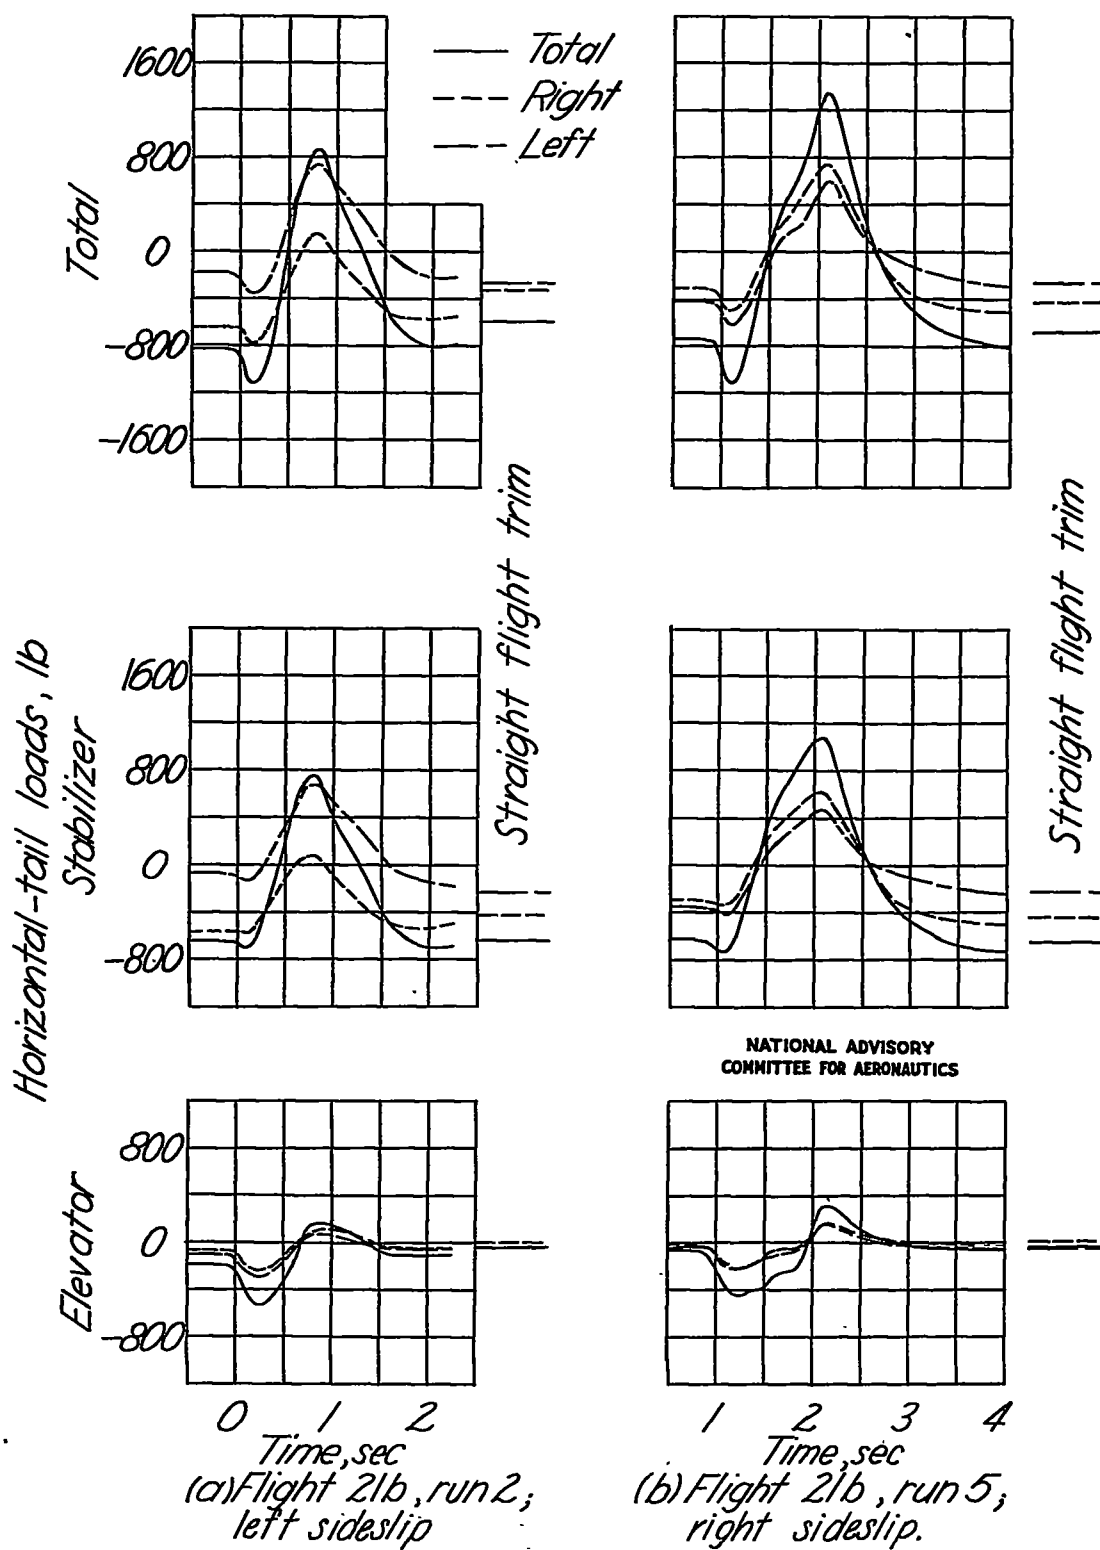 Total
Right
Left
1600
800
0
-800
-1600
Total
Straight flight trim
Straight flight trim
Horizontal-tail loads, lb
Stabilizer
1600
800
0
-800
NATIONAL ADVISORY
COMMITTEE FOR AERONAUTICS
Elevator
800
0
-800
0 1 2
Time, sec
(a) Flight 21b, run 2;
left sideslip
1 2 3 4
Time, sec
(b) Flight 21b, run 5;
right sideslip.